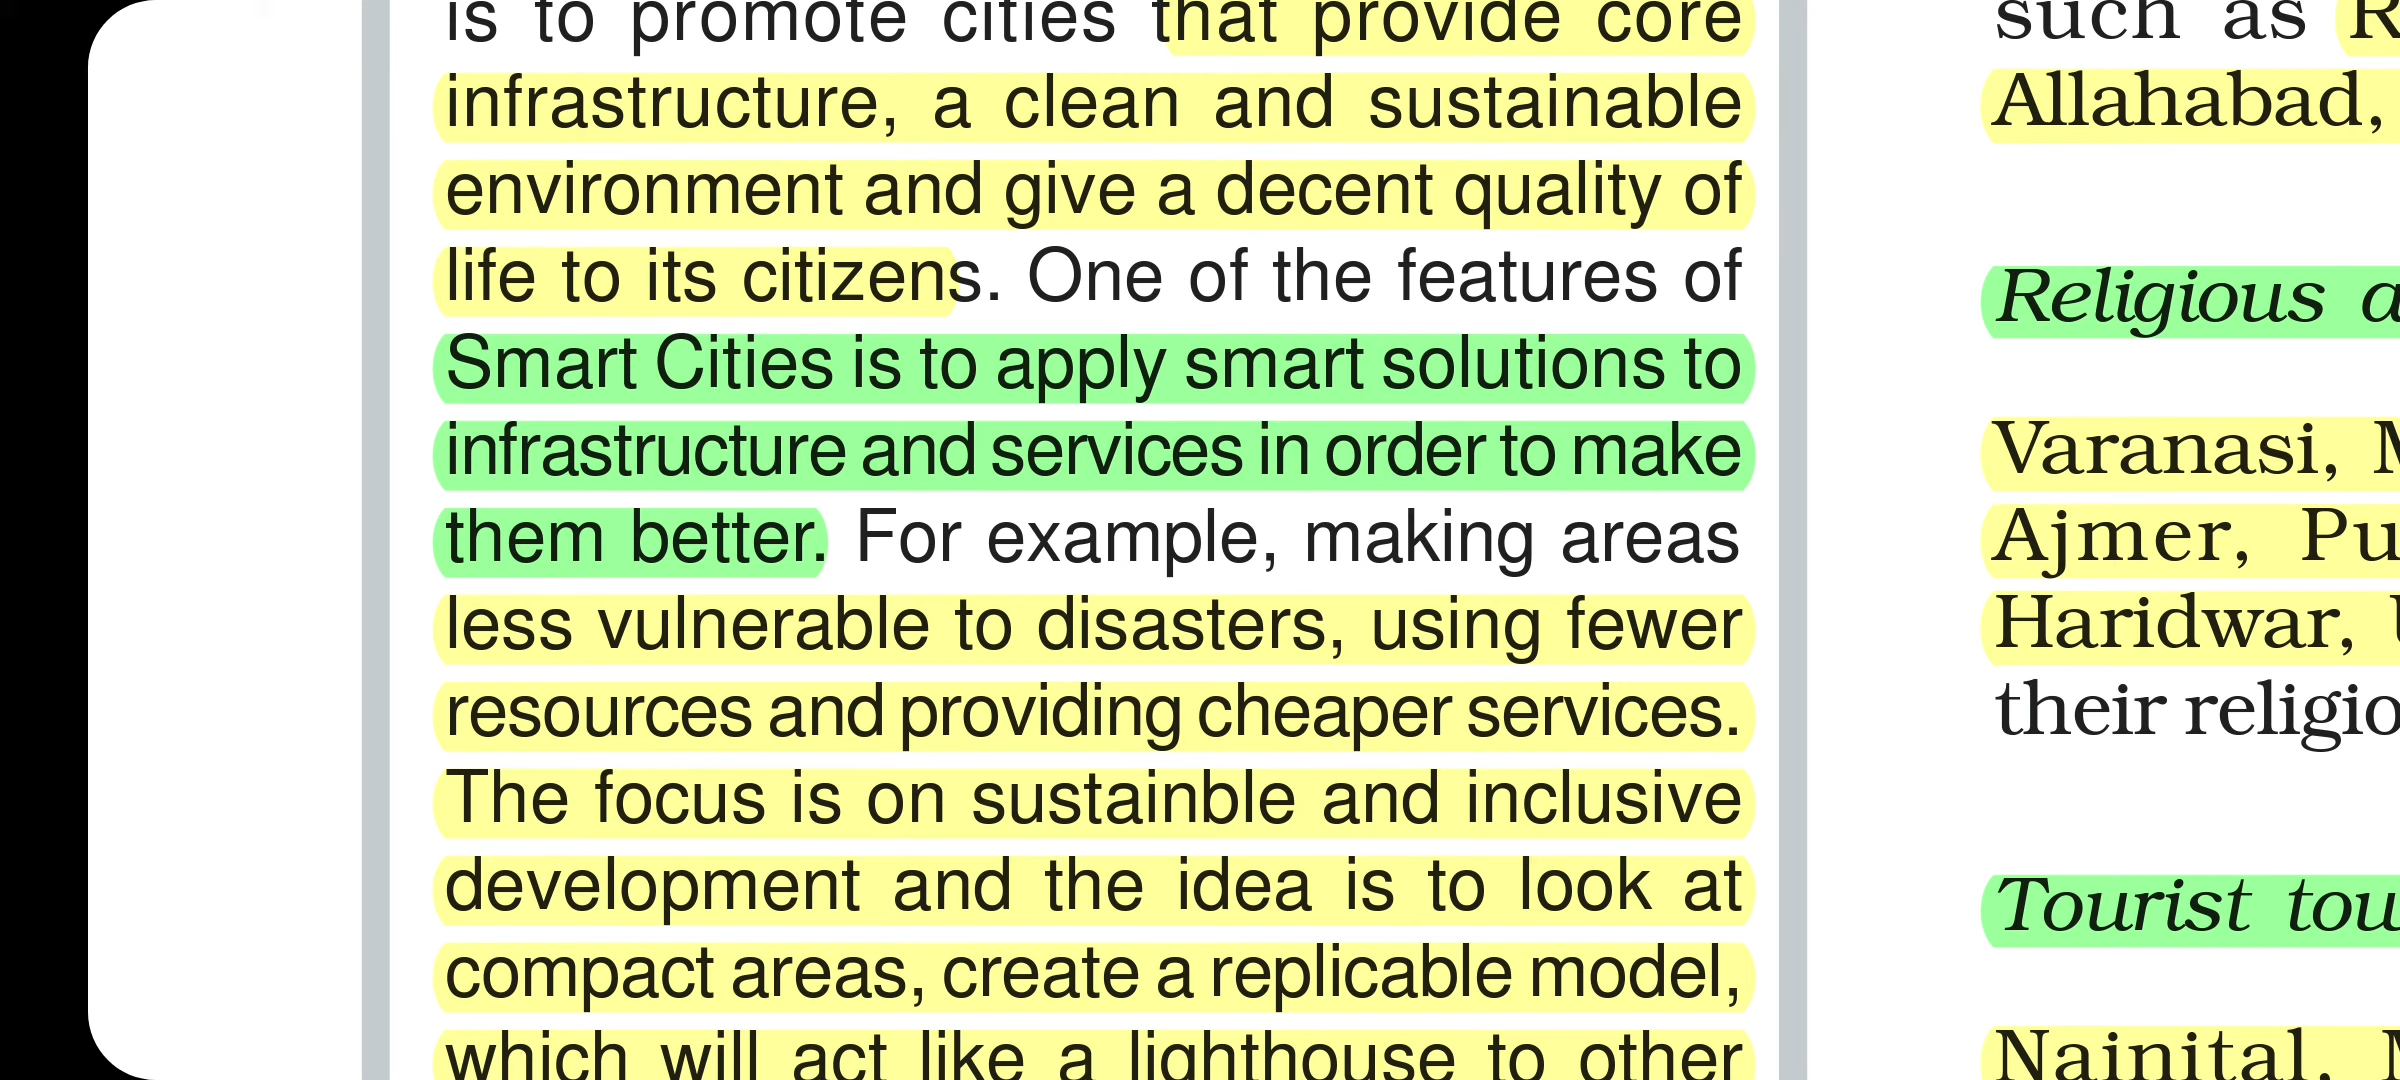 is to promote cities that provide core
infrastructure, a clean and sustainable
environment and give a decent quality of
life to its citizens. One of the features of
Smart Cities is to apply smart solutions to
infrastructure and services in order to make
them better. For example, making areas
less vulnerable to disasters, using fewer
resources and providing cheaper services.
The focus is on sustainble and inclusive
development and the idea is to look at
compact areas, create a replicable model,
which will act like a lighthouse to other
such as
Allahabad,
Religious
Varanasi,
Ajmer,
Haridwar,
their
Tourist
Nainital,